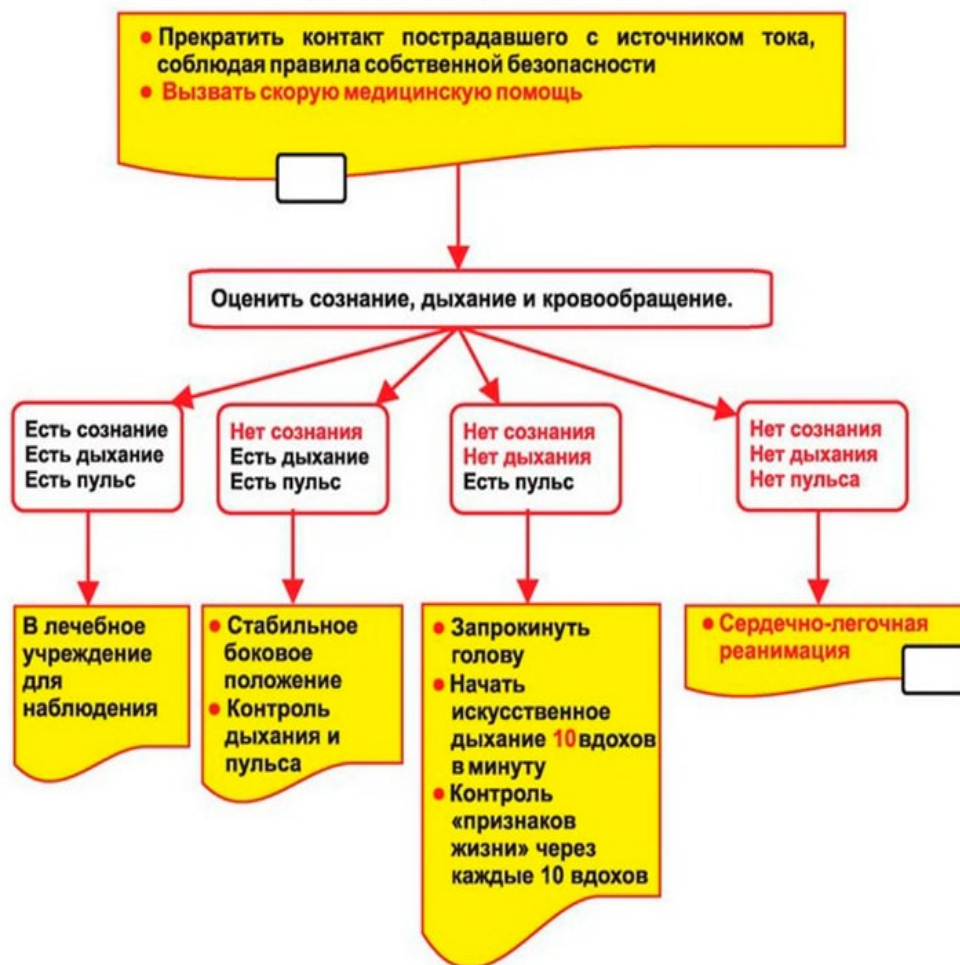 ● Прекратить контакт пострадавшего с источником тока,
соблюдая правила собственной безопасности
● Вызвать скорую медицинскую помощь
Оценить сознание, дыхание и кровообращение.
Есть сознание
Есть дыхание
Есть пульс
Нет сознания
Есть дыхание
Есть пульс
Нет сознания
Нет дыхания
Есть пульс
Нет сознания
Нет дыхания
Нет пульса
В лечебное
учреждение
для
наблюдения
● Стабильное
боковое
положение
● Контроль
дыхания и
пульса
● Запрокинуть
голову
● Начать
искусственное
дыхание 10 вдохов
в минуту
● Контроль
«признаков
жизни» через
каждые 10 вдохов
● Сердечно-легочная
реанимация